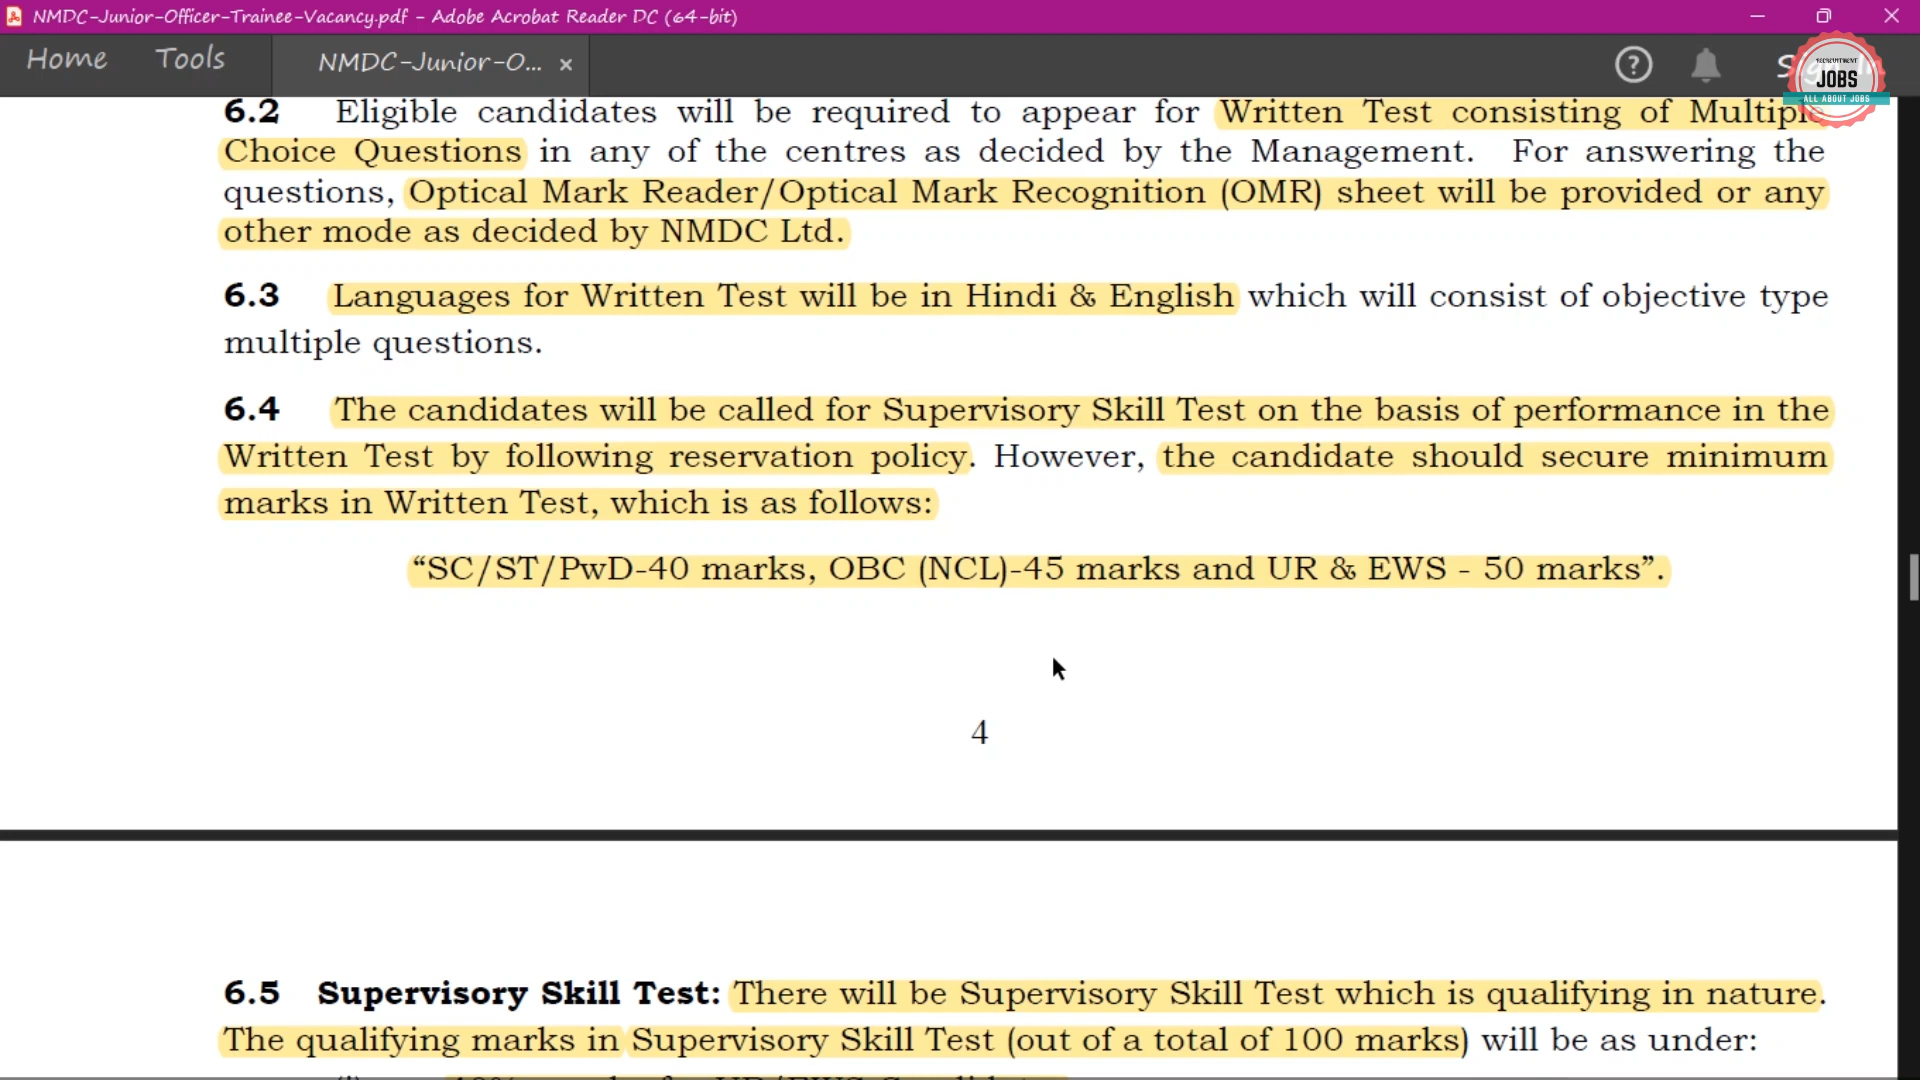 NMDC-Junior-Officer-Trainee-Vacancy.pdf - Adobe Acrobat Reader DC (64-bit)
Home Tools NMDC-Junior-O... × ?
RECRUITMENT
JOBS
ALL ABOUT JOBS
6.2 Eligible candidates will be required to appear for Written Test consisting of Multiple
Choice Questions in any of the centres as decided by the Management. For answering the
questions, Optical Mark Reader/Optical Mark Recognition (OMR) sheet will be provided or any
other mode as decided by NMDC Ltd.
6.3 Languages for Written Test will be in Hindi & English which will consist of objective type
multiple questions.
6.4 The candidates will be called for Supervisory Skill Test on the basis of performance in the
Written Test by following reservation policy. However, the candidate should secure minimum
marks in Written Test, which is as follows:
“SC/ST/PwD-40 marks, OBC (NCL)-45 marks and UR & EWS - 50 marks”.
4
6.5 Supervisory Skill Test: There will be Supervisory Skill Test which is qualifying in nature.
The qualifying marks in Supervisory Skill Test (out of a total of 100 marks) will be as under: